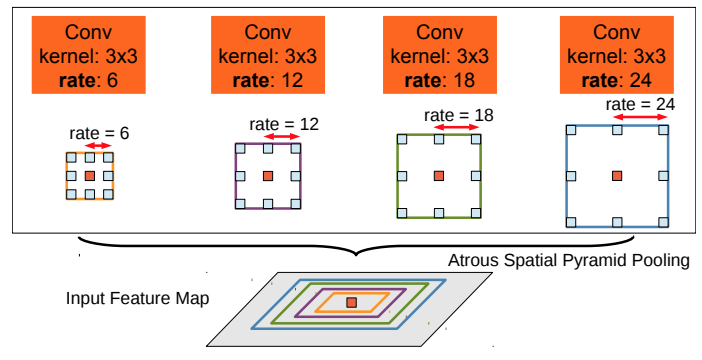 Conv
kernel: 3x3
rate: 6
Conv
kernel: 3x3
rate: 12
Conv
kernel: 3x3
rate: 18
Conv
kernel: 3x3
rate: 24
rate = 6
rate = 12
rate = 18
rate = 24
Atrous Spatial Pyramid Pooling
Input Feature Map